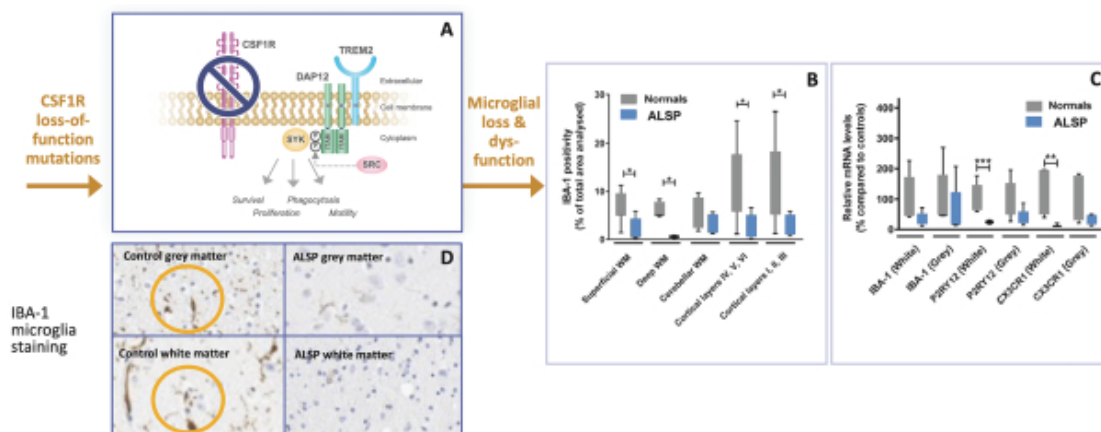 CSF1R
loss-of-
function
mutations
A
CSF1R
TREM2
DAP12
Extracellular
Cell membrane
Cytoplasm
SYK
SRC
Survival
Phagocytosis
Proliferation
Motility
Microglial
loss & 
dys-
function
B
IBA-1 positivity
(% of total area analysed)
30
20
10
0
Normals
ALSP
*
*
*
*
Superficial WM
Deep WM
Cerebellar WM
Cortical layers IV, V, VI
Cortical layers I, II, III
C
Relative mRNA levels
(% compared to controls)
400
300
200
100
0
Normals
ALSP
***
**
IBA-1 (White)
IBA-1 (Grey)
P2RY12 (White)
P2RY12 (Grey)
CX3CR1 (White)
CX3CR1 (Grey)
IBA-1
microglia
staining
D
Control grey matter
ALSP grey matter
Control white matter
ALSP white matter